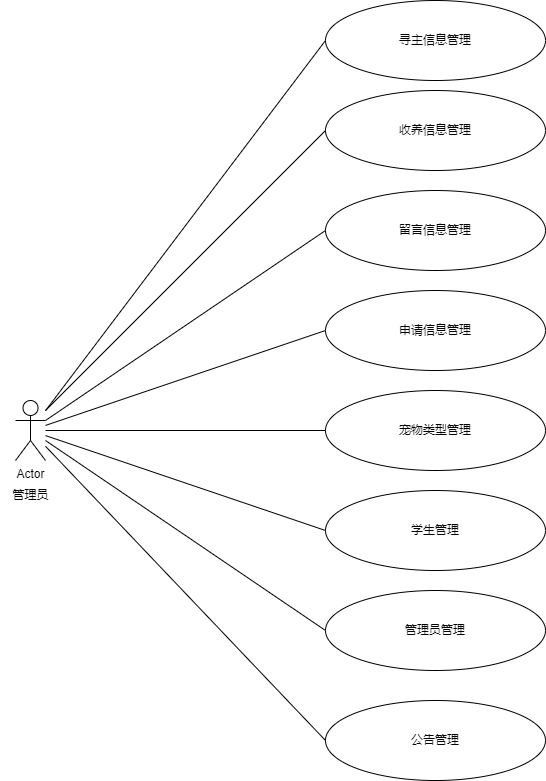 寻主信息管理
收养信息管理
留言信息管理
申请信息管理
宠物类型管理
Actor
管理员
学生管理
管理员管理
公告管理